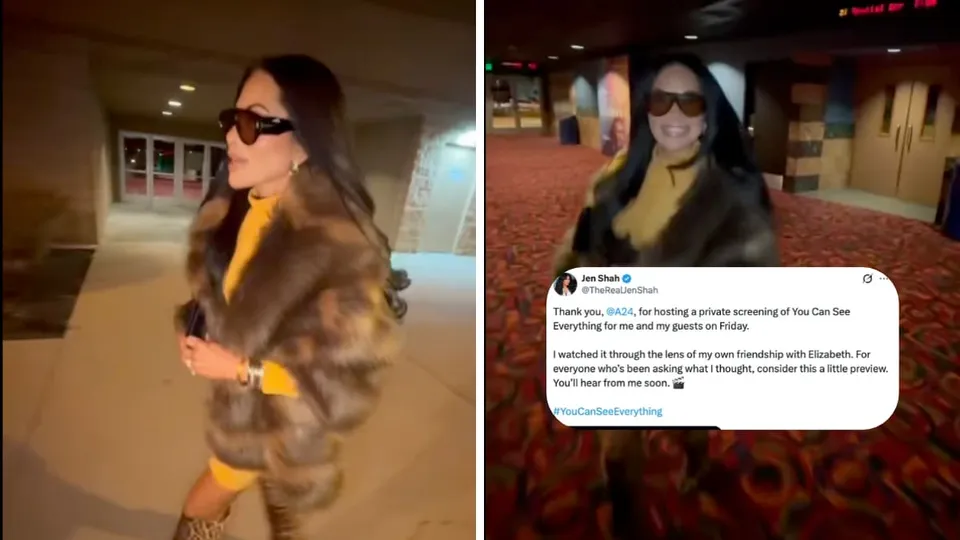 Jen Shah
@TheRealJenShah
Thank you, @A24, for hosting a private screening of You Can See
Everything for me and my guests on Friday.
I watched it through the lens of my own friendship with Elizabeth. For
everyone who's been asking what I thought, consider this a little preview.
You'll hear from me soon. 🎬
#YouCanSeeEverything